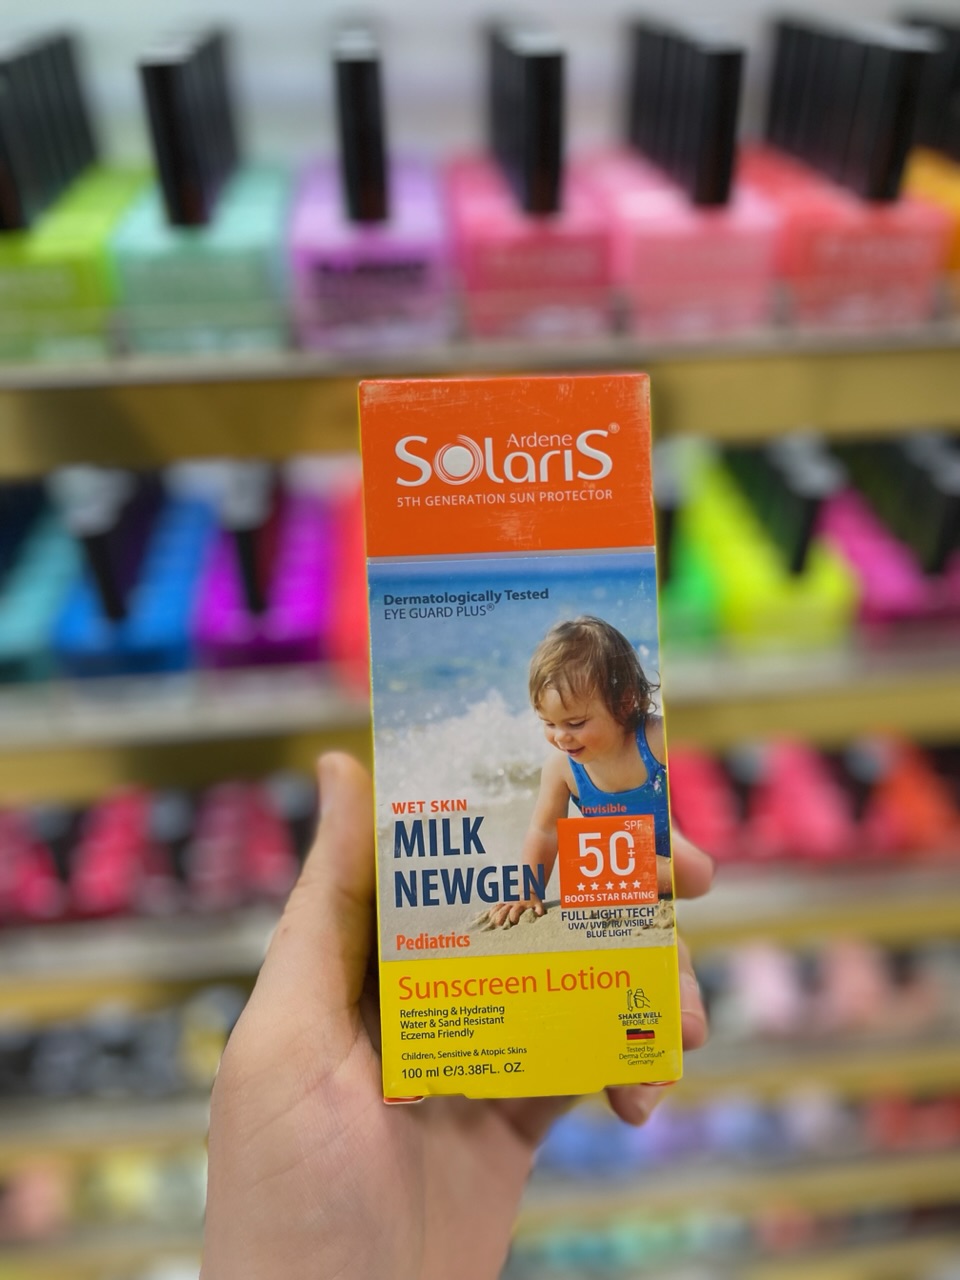 Ardene
SOlariS®
5TH GENERATION SUN PROTECTOR
Dermatologically Tested
EYE GUARD PLUS®
WET SKIN
MILK
NEWGEN
Invisible
SPF
50+
BOOTS STAR RATING
FULL LIGHT TECH®
UVA/ UVB/ IR/ VISIBLE
BLUE LIGHT
Pediatrics
Sunscreen Lotion
Refreshing & Hydrating
Water & Sand Resistant
Eczema Friendly
SHAKE WELL
BEFORE USE
Children, Sensitive & Atopic Skins
100 ml ℮/3.38FL. OZ.
Tested by
Derma Consult®
Germany